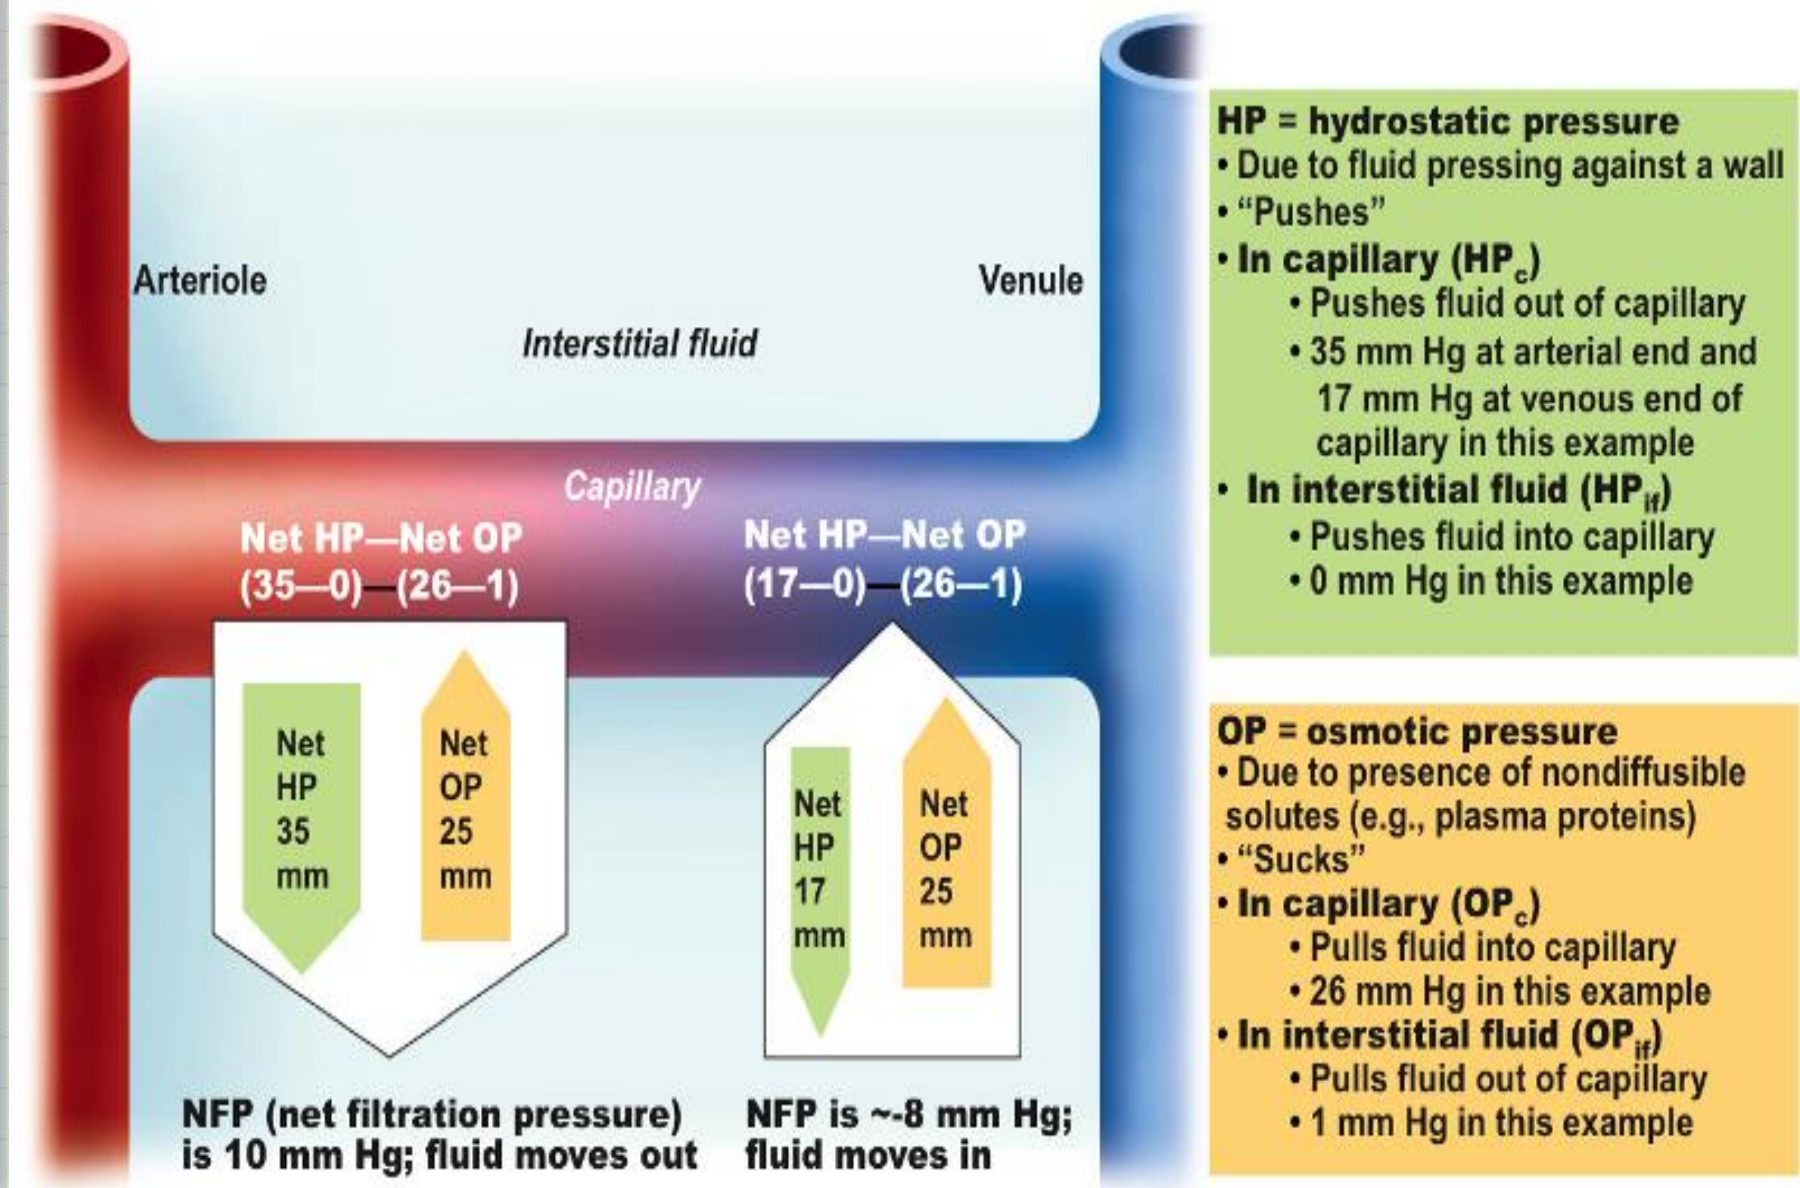 Arteriole
Venule
Interstitial fluid
Capillary
Net HP—Net OP
(35—0)—(26—1)
Net HP—Net OP
(17—0)—(26—1)
Net
HP
35
mm
Net
OP
25
mm
Net
HP
17
mm
Net
OP
25
mm
NFP (net filtration pressure)
is 10 mm Hg; fluid moves out
NFP is ~-8 mm Hg;
fluid moves in
HP = hydrostatic pressure
• Due to fluid pressing against a wall
• “Pushes”
• In capillary (HPc)
• Pushes fluid out of capillary
• 35 mm Hg at arterial end and
17 mm Hg at venous end of
capillary in this example
• In interstitial fluid (HPif)
• Pushes fluid into capillary
• 0 mm Hg in this example
OP = osmotic pressure
• Due to presence of nondiffusible
solutes (e.g., plasma proteins)
• “Sucks”
• In capillary (OPc)
• Pulls fluid into capillary
• 26 mm Hg in this example
• In interstitial fluid (OPif)
• Pulls fluid out of capillary
• 1 mm Hg in this example